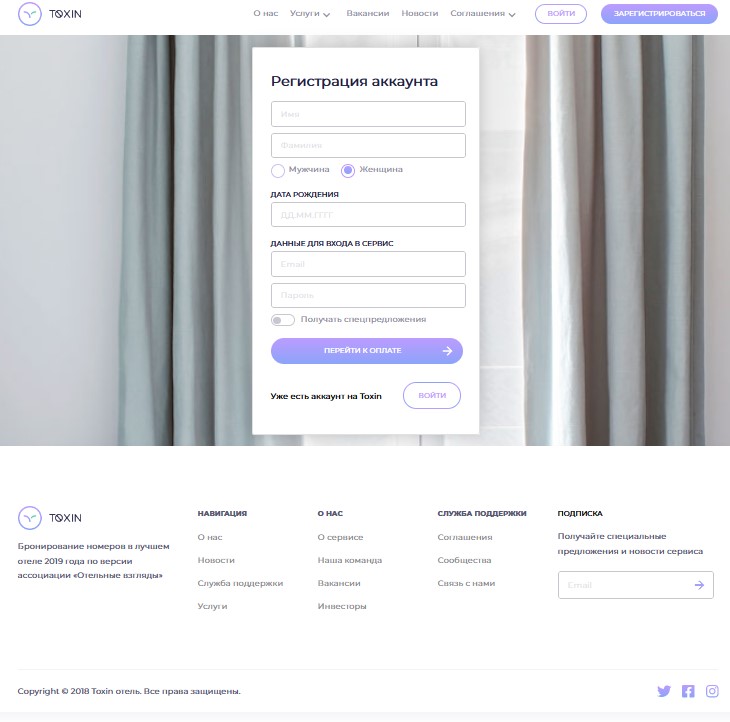 TOXIN
О нас Услуги Вакансии Новости Соглашения ВОЙТИ ЗАРЕГИСТРИРОВАТЬСЯ
Регистрация аккаунта
Имя
Фамилия
Мужчина Женщина
ДАТА РОЖДЕНИЯ
ДД.ММ.ГГГГ
ДАННЫЕ ДЛЯ ВХОДА В СЕРВИС
Email
Пароль
Получать спецпредложения
ПЕРЕЙТИ К ОПЛАТЕ
Уже есть аккаунт на Toxin ВОЙТИ
TOXIN
Бронирование номеров в лучшем
отеле 2019 года по версии
ассоциации «Отельные взгляды»
НАВИГАЦИЯ
О нас
Новости
Служба поддержки
Услуги
О НАС
О сервисе
Наша команда
Вакансии
Инвесторы
СЛУЖБА ПОДДЕРЖКИ
Соглашения
Сообщества
Связь с нами
ПОДПИСКА
Получайте специальные
предложения и новости сервиса
Email
Copyright © 2018 Toxin отель. Все права защищены.